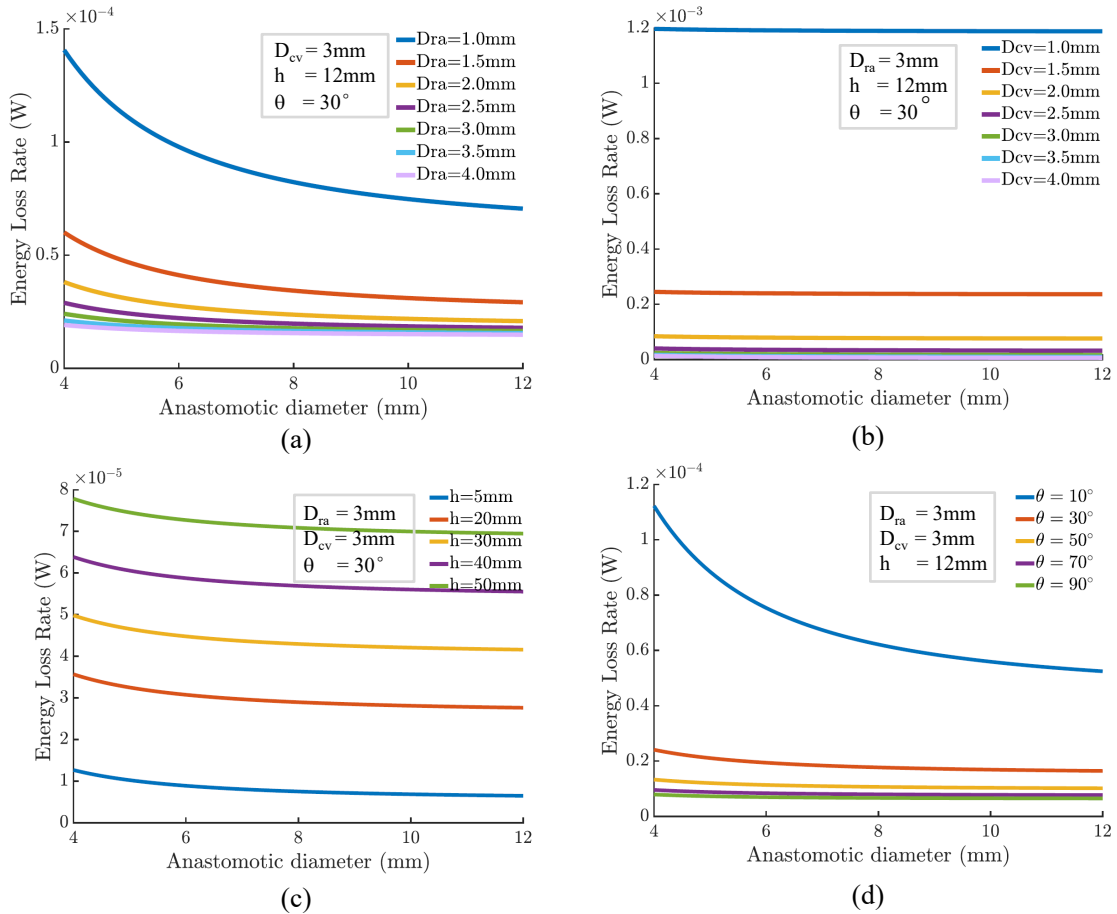 ×10⁻⁴
1.5
1
0.5
0
4
6
8
10
12
Energy Loss Rate (W)
Anastomotic diameter (mm)
D_cv = 3mm
h = 12mm
θ = 30°
Dra=1.0mm
Dra=1.5mm
Dra=2.0mm
Dra=2.5mm
Dra=3.0mm
Dra=3.5mm
Dra=4.0mm
(a)
×10⁻³
1.2
1
0.8
0.6
0.4
0.2
0
4
6
8
10
12
Energy Loss Rate (W)
Anastomotic diameter (mm)
D_ra = 3mm
h = 12mm
θ = 30°
Dcv=1.0mm
Dcv=1.5mm
Dcv=2.0mm
Dcv=2.5mm
Dcv=3.0mm
Dcv=3.5mm
Dcv=4.0mm
(b)
×10⁻⁵
8
7
6
5
4
3
2
1
0
4
6
8
10
12
Energy Loss Rate (W)
Anastomotic diameter (mm)
D_ra = 3mm
D_cv = 3mm
θ = 30°
h=5mm
h=20mm
h=30mm
h=40mm
h=50mm
(c)
×10⁻⁴
1.2
1
0.8
0.6
0.4
0.2
0
4
6
8
10
12
Energy Loss Rate (W)
Anastomotic diameter (mm)
D_ra = 3mm
D_cv = 3mm
h = 12mm
θ = 10°
θ = 30°
θ = 50°
θ = 70°
θ = 90°
(d)